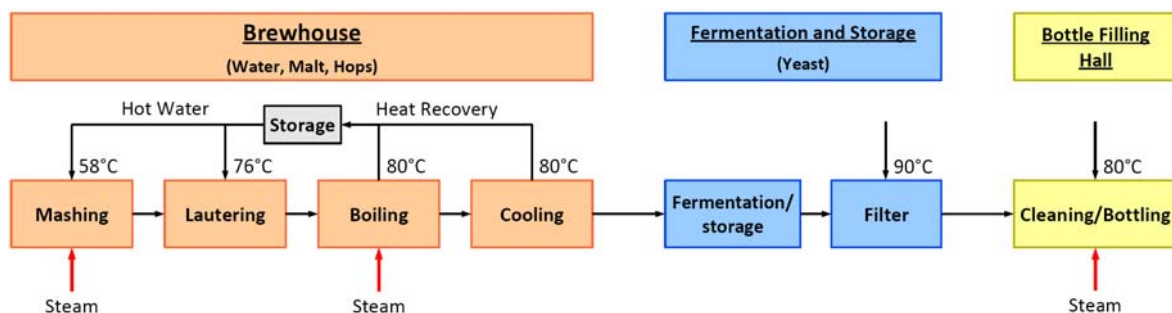 Brewhouse
(Water, Malt, Hops)
Fermentation and Storage
(Yeast)
Bottle Filling
Hall
Hot Water
Heat Recovery
Storage
58°C
76°C
80°C
80°C
90°C
80°C
Mashing
Lautering
Boiling
Cooling
Fermentation/
storage
Filter
Cleaning/Bottling
Steam
Steam
Steam